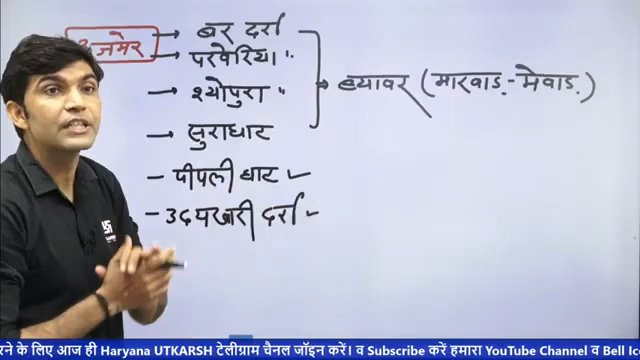 अजमेर
→ बर दर्रा
→ परवेरिया "
→ श्योपुरा "
→ सुराघाट
→ ब्यावर (मारवाड़ - मेवाड़)
- पीपली घाट ✓
- उदयखारी दर्रा ✓
रने के लिए आज ही Haryana UTKARSH टेलीग्राम चैनल जॉइन करें। व Subscribe करें हमारा YouTube Channel व Bell Ic